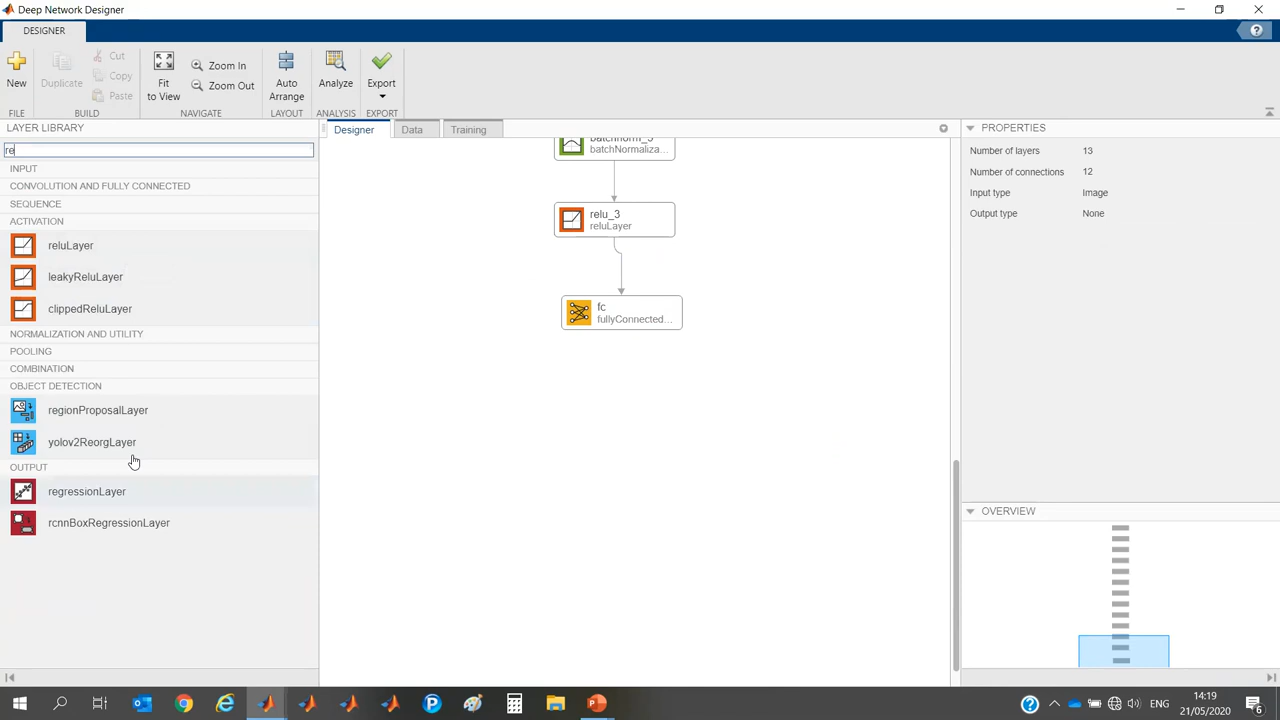 Deep Network Designer
DESIGNER
New
Duplicate
Cut
Copy
Paste
Fit
to View
Zoom In
Zoom Out
Auto
Arrange
Analyze
Export
FILE
BUILD
NAVIGATE
LAYOUT
ANALYSIS
EXPORT
LAYER LIBRARY
re
INPUT
CONVOLUTION AND FULLY CONNECTED
SEQUENCE
ACTIVATION
reluLayer
leakyReluLayer
clippedReluLayer
NORMALIZATION AND UTILITY
POOLING
COMBINATION
OBJECT DETECTION
regionProposalLayer
yolov2ReorgLayer
OUTPUT
regressionLayer
rcnnBoxRegressionLayer
Designer
Data
Training
batchnorm_3
batchNormaliza...
relu_3
reluLayer
fc
fullyConnected...
PROPERTIES
Number of layers 13
Number of connections 12
Input type Image
Output type None
OVERVIEW
ENG
14:19
21/05/2020
6